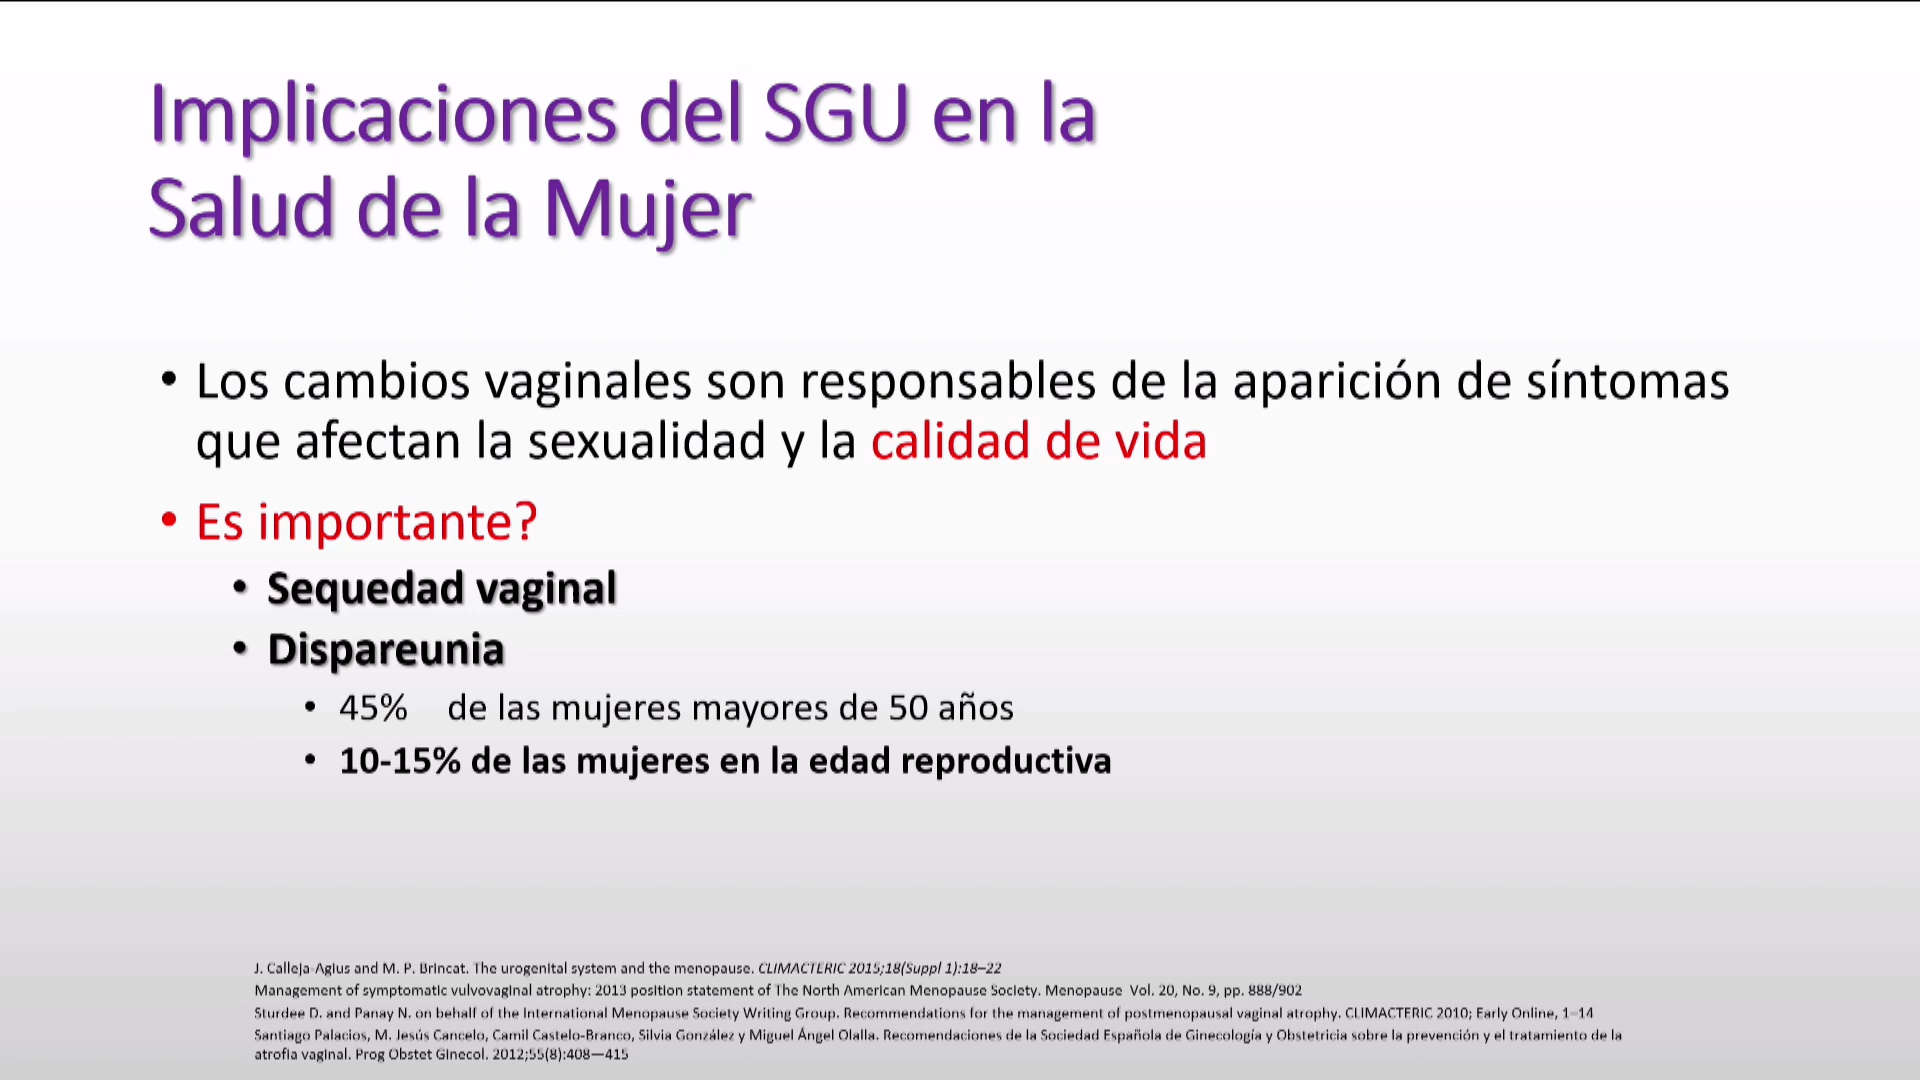 Implicaciones del SGU en la
Salud de la Mujer
• Los cambios vaginales son responsables de la aparición de síntomas
que afectan la sexualidad y la calidad de vida
• Es importante?
• Sequedad vaginal
• Dispareunia
• 45% de las mujeres mayores de 50 años
• 10-15% de las mujeres en la edad reproductiva
J. Calleja-Agius and M. P. Brincat. The urogenital system and the menopause. CLIMACTERIC 2015;18(Suppl 1):18–22
Management of symptomatic vulvovaginal atrophy: 2013 position statement of The North American Menopause Society. Menopause Vol. 20, No. 9, pp. 888/902
Sturdee D. and Panay N. on behalf of the International Menopause Society Writing Group. Recommendations for the management of postmenopausal vaginal atrophy. CLIMACTERIC 2010; Early Online, 1–14
Santiago Palacios, M. Jesús Cancelo, Camil Castelo-Branco, Silvia González y Miguel Ángel Olalla. Recomendaciones de la Sociedad Española de Ginecología y Obstetricia sobre la prevención y el tratamiento de la
atrofia vaginal. Prog Obstet Ginecol. 2012;55(8):408—415